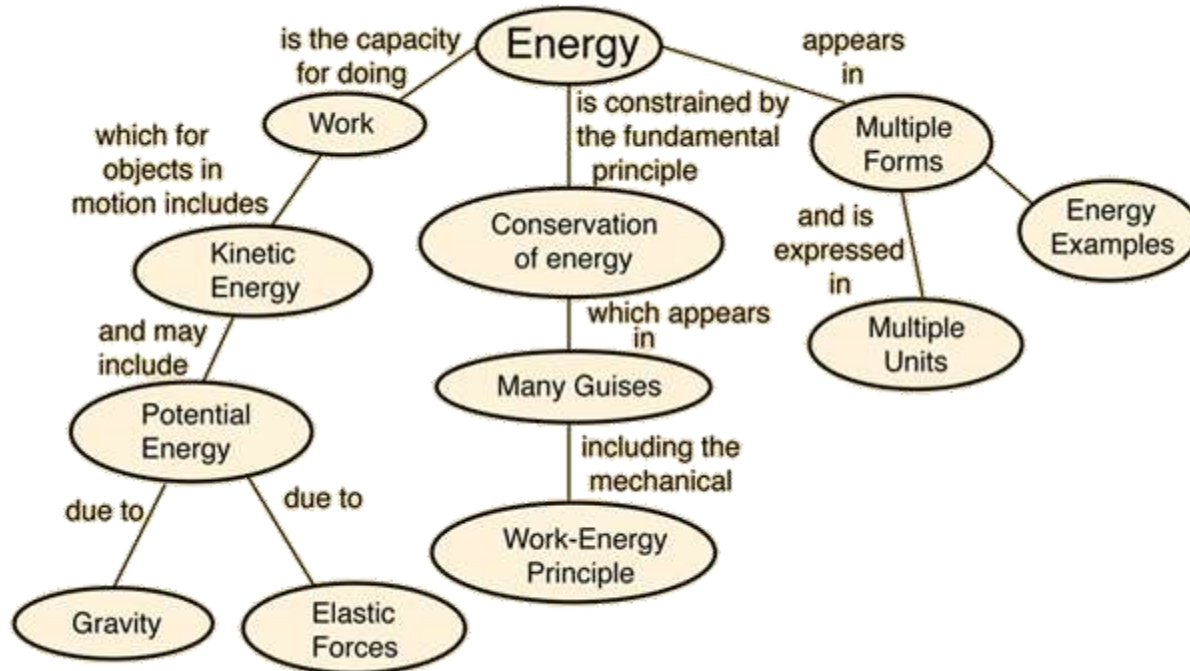 Energy
is the capacity
for doing
Work
which for
objects in
motion includes
Kinetic
Energy
and may
include
Potential
Energy
due to
due to
Gravity
Elastic
Forces
is constrained by
the fundamental
principle
Conservation
of energy
which appears
in
Many Guises
including the
mechanical
Work-Energy
Principle
appears
in
Multiple
Forms
Energy
Examples
and is
expressed
in
Multiple
Units